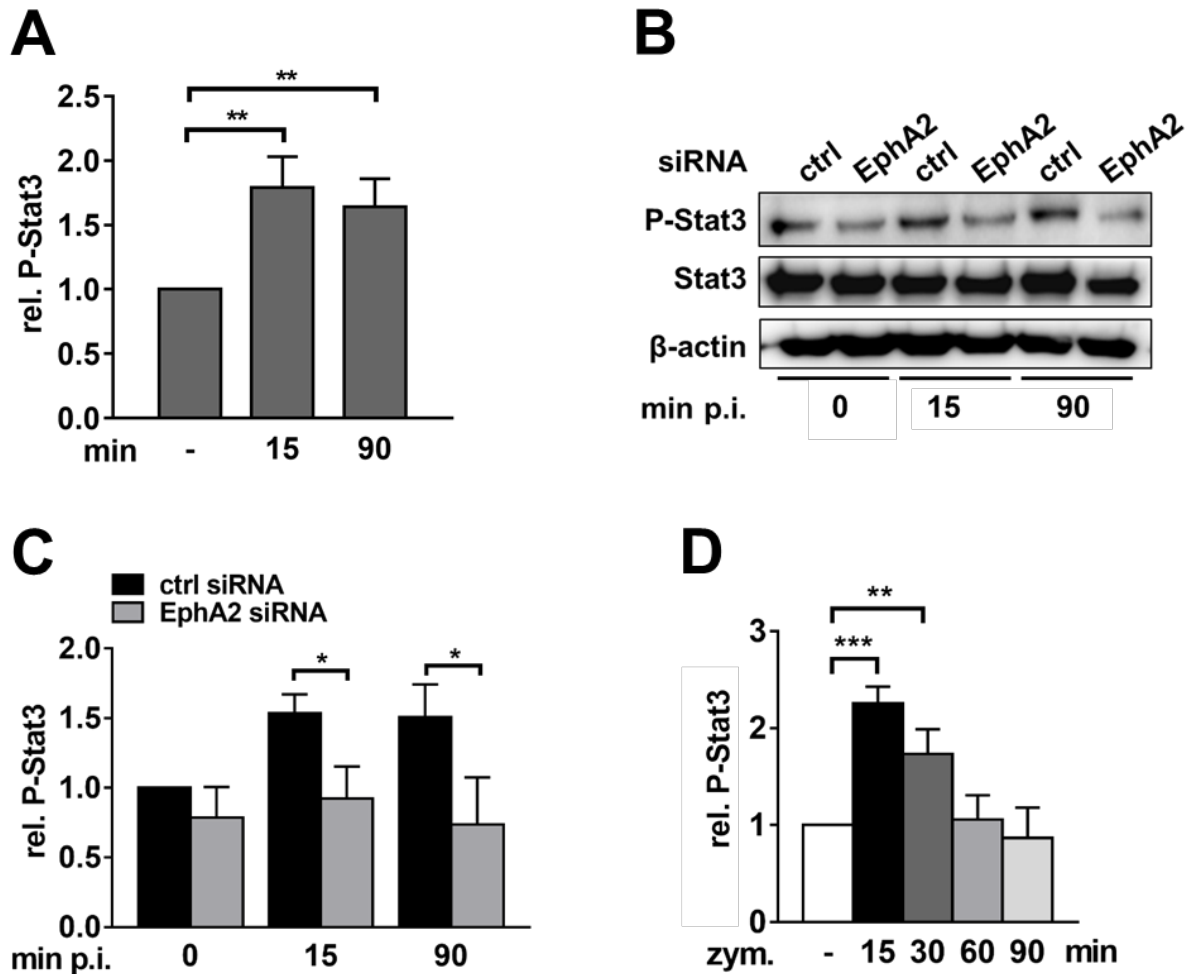 A
2.5
2.0
1.5
1.0
0.5
0.0
rel. P-Stat3
**
**
min - 15 90
B
siRNA ctrl EphA2 ctrl EphA2 ctrl EphA2
P-Stat3
Stat3
β-actin
min p.i. 0 15 90
C
ctrl siRNA
EphA2 siRNA
2.0
1.5
1.0
0.5
0.0
rel. P-Stat3
* *
min p.i. 0 15 90
D
3
2
1
0
rel. P-Stat3
**
***
zym. - 15 30 60 90 min